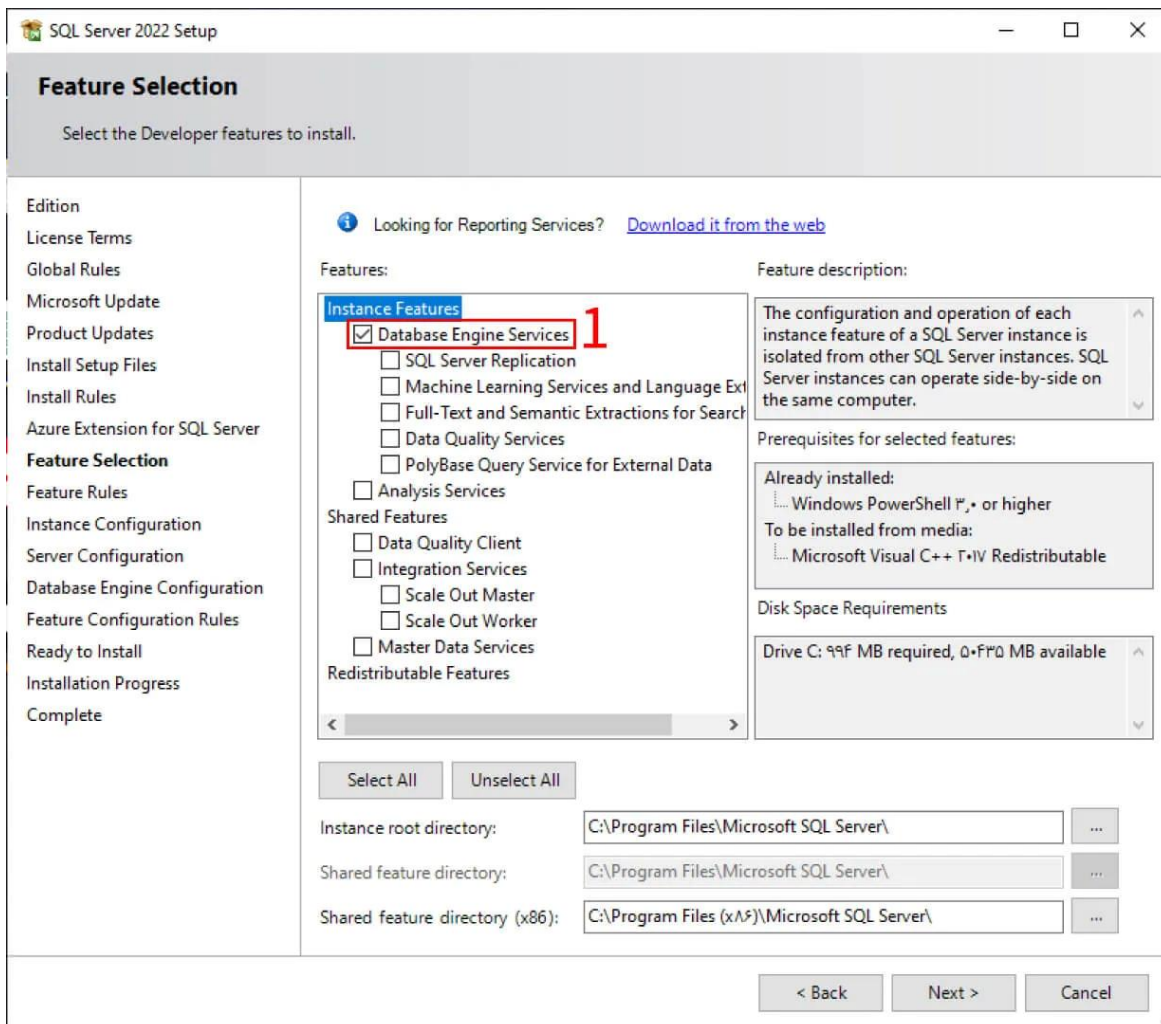 SQL Server 2022 Setup
Feature Selection
Select the Developer features to install.
Edition
License Terms
Global Rules
Microsoft Update
Product Updates
Install Setup Files
Install Rules
Azure Extension for SQL Server
Feature Selection
Feature Rules
Instance Configuration
Server Configuration
Database Engine Configuration
Feature Configuration Rules
Ready to Install
Installation Progress
Complete
Looking for Reporting Services? Download it from the web
Features:
Instance Features
Database Engine Services 1
SQL Server Replication
Machine Learning Services and Language Ext
Full-Text and Semantic Extractions for Search
Data Quality Services
PolyBase Query Service for External Data
Analysis Services
Shared Features
Data Quality Client
Integration Services
Scale Out Master
Scale Out Worker
Master Data Services
Redistributable Features
Feature description:
The configuration and operation of each
instance feature of a SQL Server instance is
isolated from other SQL Server instances. SQL
Server instances can operate side-by-side on
the same computer.
Prerequisites for selected features:
Already installed:
Windows PowerShell ۳,۰ or higher
To be installed from media:
Microsoft Visual C++ ۲۰۱۷ Redistributable
Disk Space Requirements
Drive C: ۹۹۴ MB required, ۵۰۴۳۵ MB available
Select All
Unselect All
Instance root directory: C:\Program Files\Microsoft SQL Server\ ...
Shared feature directory: C:\Program Files\Microsoft SQL Server\ ...
Shared feature directory (x86): C:\Program Files (x۸۶)\Microsoft SQL Server\ ...
< Back
Next >
Cancel